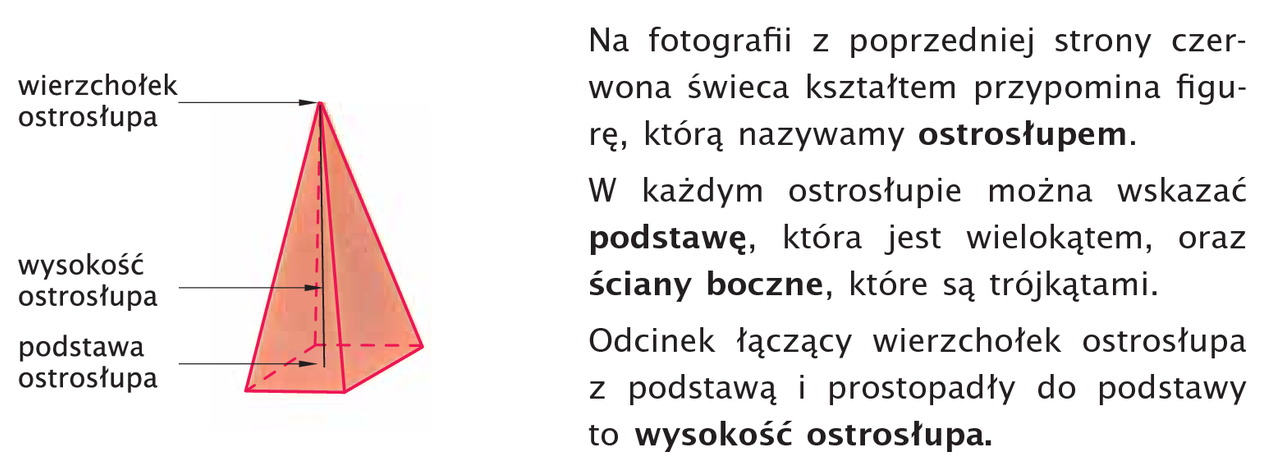 wierzchołek
ostrosłupa
wysokość
ostrosłupa
podstawa
ostrosłupa
Na fotografii z poprzedniej strony czer-
wona świeca kształtem przypomina figu-
rę, którą nazywamy ostrosłupem.
W każdym ostrosłupie można wskazać
podstawę, która jest wielokątem, oraz
ściany boczne, które są trójkątami.
Odcinek łączący wierzchołek ostrosłupa
z podstawą i prostopadły do podstawy
to wysokość ostrosłupa.